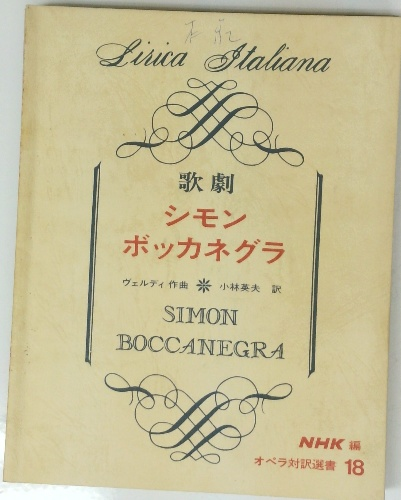 Lirica Italiana
歌劇
シモン
ボッカネグラ
ヴェルディ 作曲 ✳ 小林英夫 訳
SIMON
BOCCANEGRA
NHK 編
オペラ対訳選書 18